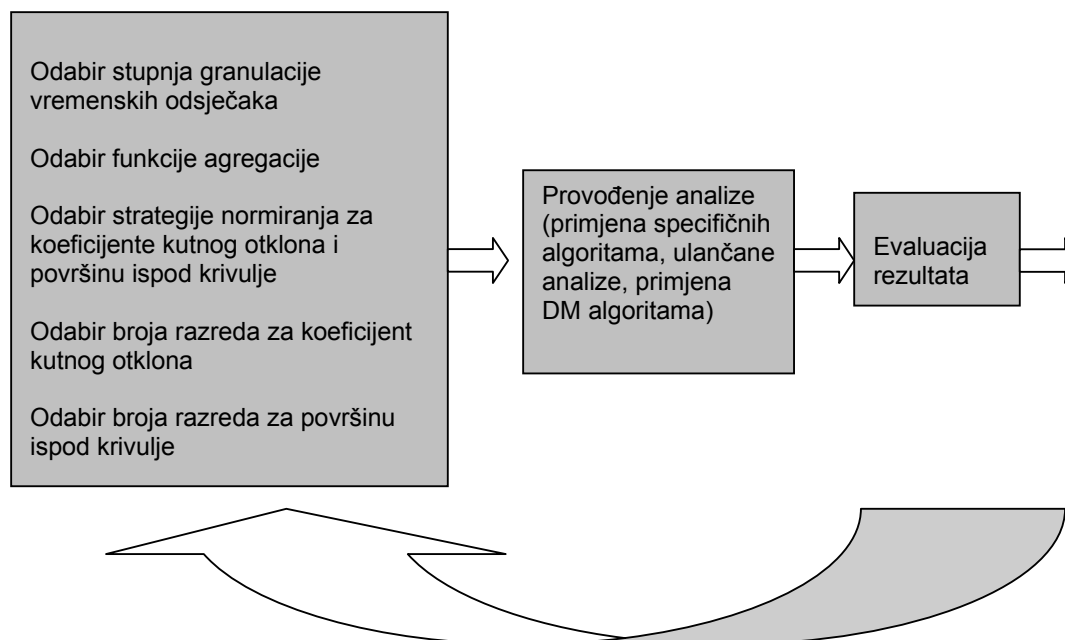 Odabir stupnja granulacije
vremenskih odsječaka
Odabir funkcije agregacije
Odabir strategije normiranja za
koeficijente kutnog otklona i
površinu ispod krivulje
Odabir broja razreda za koeficijent
kutnog otklona
Odabir broja razreda za površinu
ispod krivulje
Provođenje analize
(primjena specifičnih
algoritama, ulančane
analize, primjena
DM algoritama)
Evaluacija
rezultata